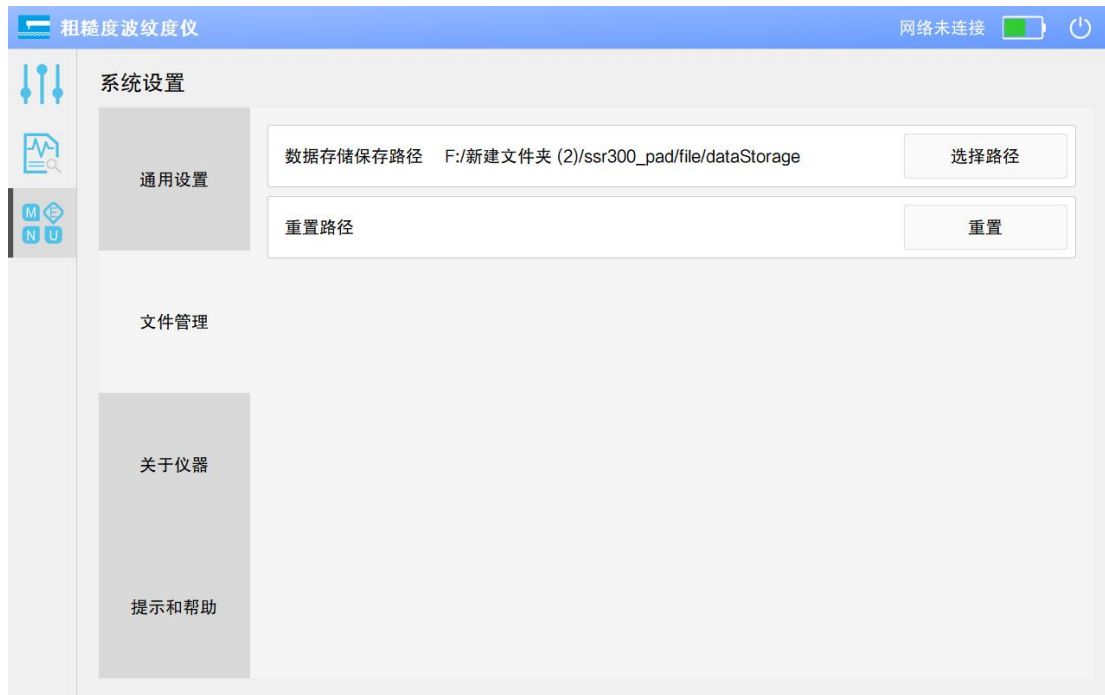 粗糙度波纹度仪
网络未连接
系统设置
通用设置
文件管理
关于仪器
提示和帮助
数据存储保存路径 F:/新建文件夹 (2)/ssr300_pad/file/dataStorage 选择路径
重置路径 重置
M E
N U